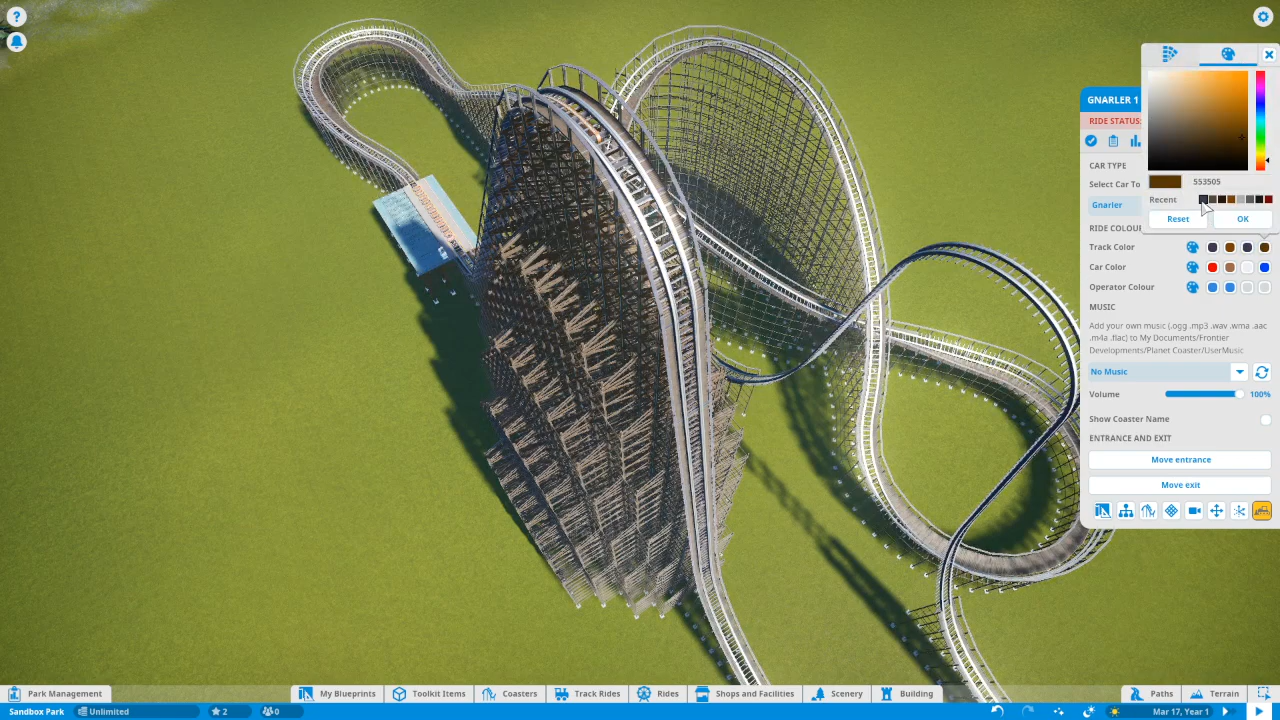 ?
GNARLER 1
RIDE STATUS:
CAR TYPE
Select Car To
Gnarler
RIDE COLOUR
553505
Recent
Reset
OK
Track Color
Car Color
Operator Colour
MUSIC
Add your own music (.ogg .mp3 .wav .wma .aac
.m4a .flac) to My Documents/Frontier
Developments/Planet Coaster/UserMusic
No Music
Volume
100%
Show Coaster Name
ENTRANCE AND EXIT
Move entrance
Move exit
Park Management
My Blueprints
Toolkit Items
Coasters
Track Rides
Rides
Shops and Facilities
Scenery
Building
Paths
Terrain
Sandbox Park
Unlimited
2
0
Mar 17, Year 1